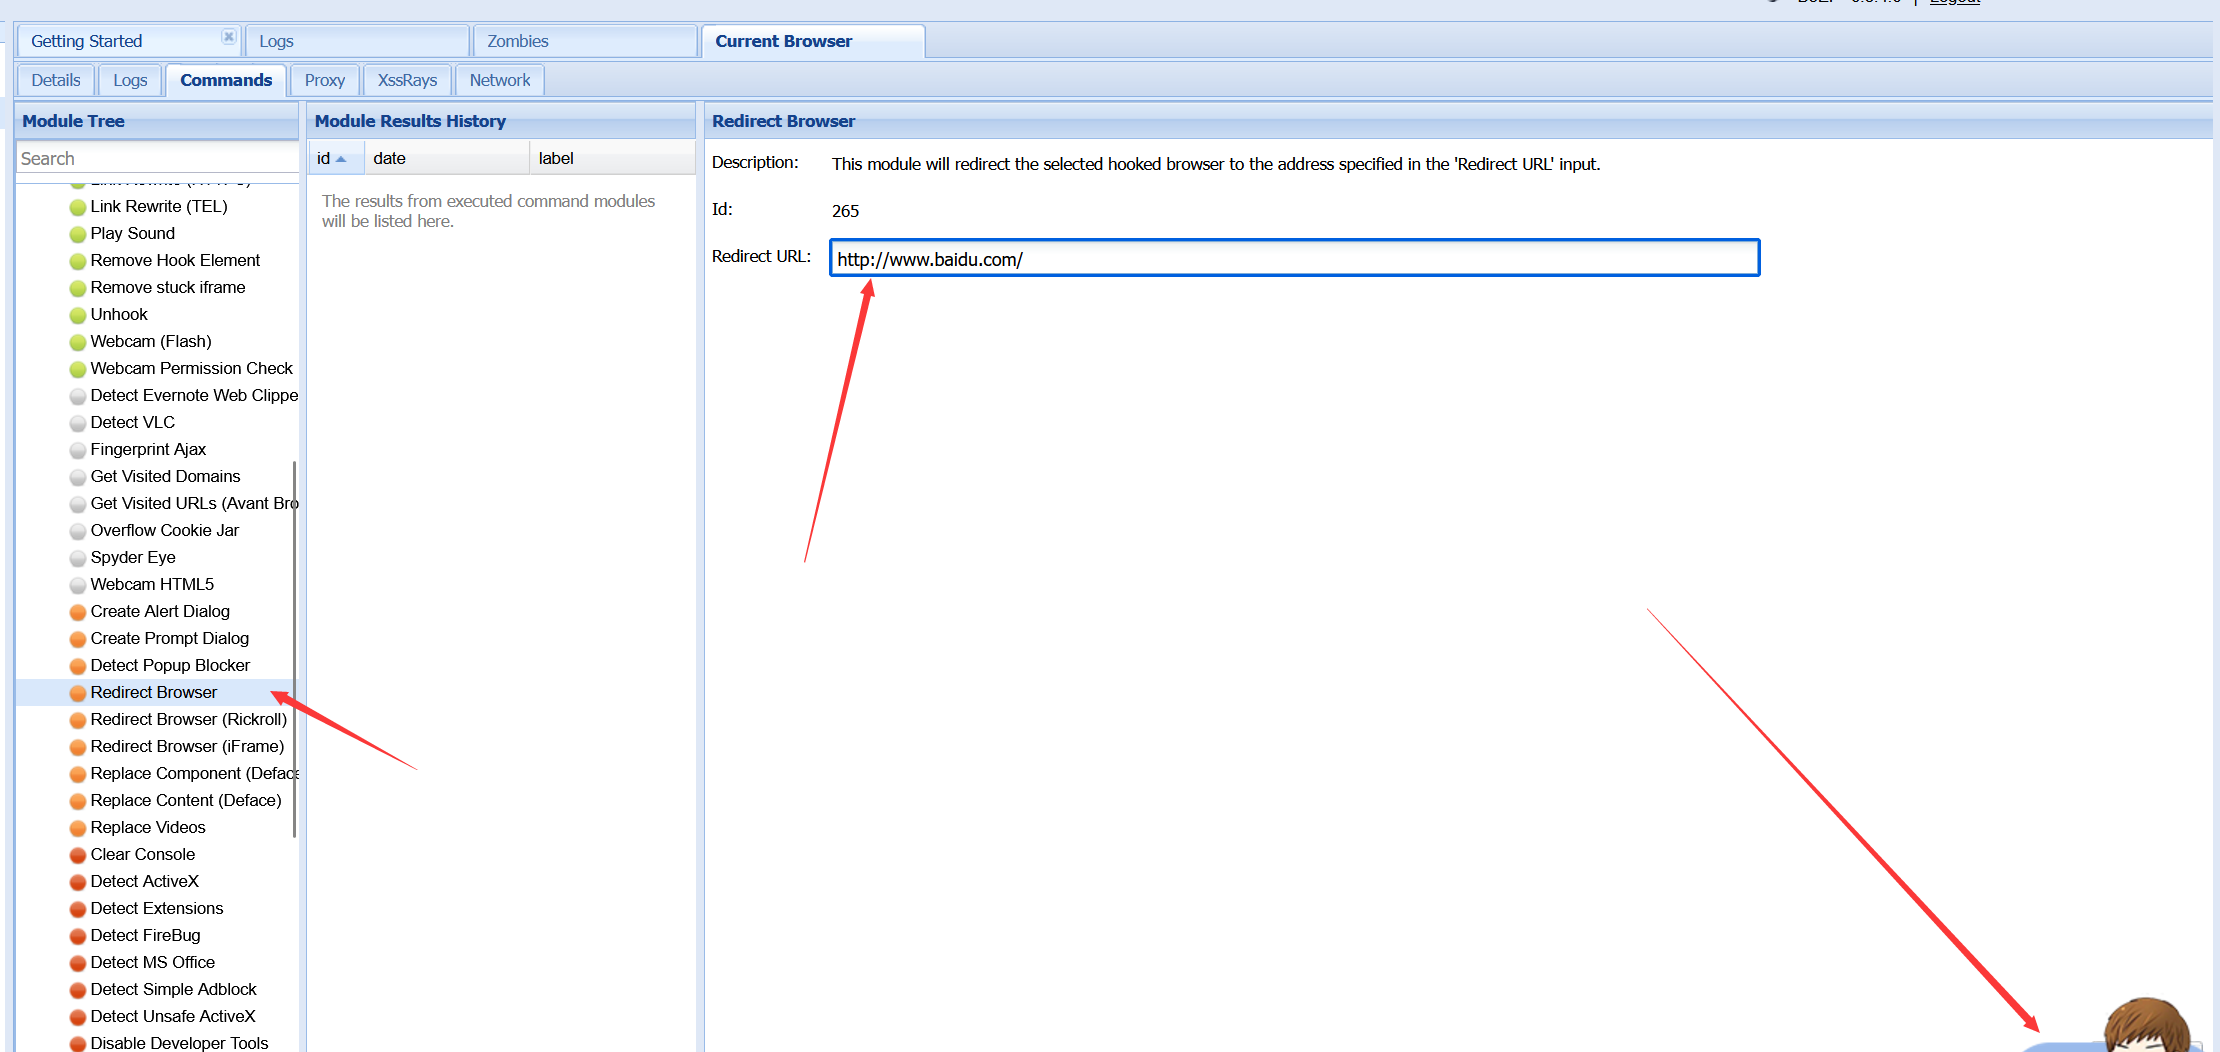 Logout
Getting Started
Logs
Zombies
Current Browser
Details
Logs
Commands
Proxy
XssRays
Network
Module Tree
Search
Link Rewrite (TEL)
Play Sound
Remove Hook Element
Remove stuck iframe
Unhook
Webcam (Flash)
Webcam Permission Check
Detect Evernote Web Clippe
Detect VLC
Fingerprint Ajax
Get Visited Domains
Get Visited URLs (Avant Bro
Overflow Cookie Jar
Spyder Eye
Webcam HTML5
Create Alert Dialog
Create Prompt Dialog
Detect Popup Blocker
Redirect Browser
Redirect Browser (Rickroll)
Redirect Browser (iFrame)
Replace Component (Deface
Replace Content (Deface)
Replace Videos
Clear Console
Detect ActiveX
Detect Extensions
Detect FireBug
Detect MS Office
Detect Simple Adblock
Detect Unsafe ActiveX
Disable Developer Tools
Module Results History
id date label
The results from executed command modules
will be listed here.
Redirect Browser
Description: This module will redirect the selected hooked browser to the address specified in the 'Redirect URL' input.
Id: 265
Redirect URL: http://www.baidu.com/